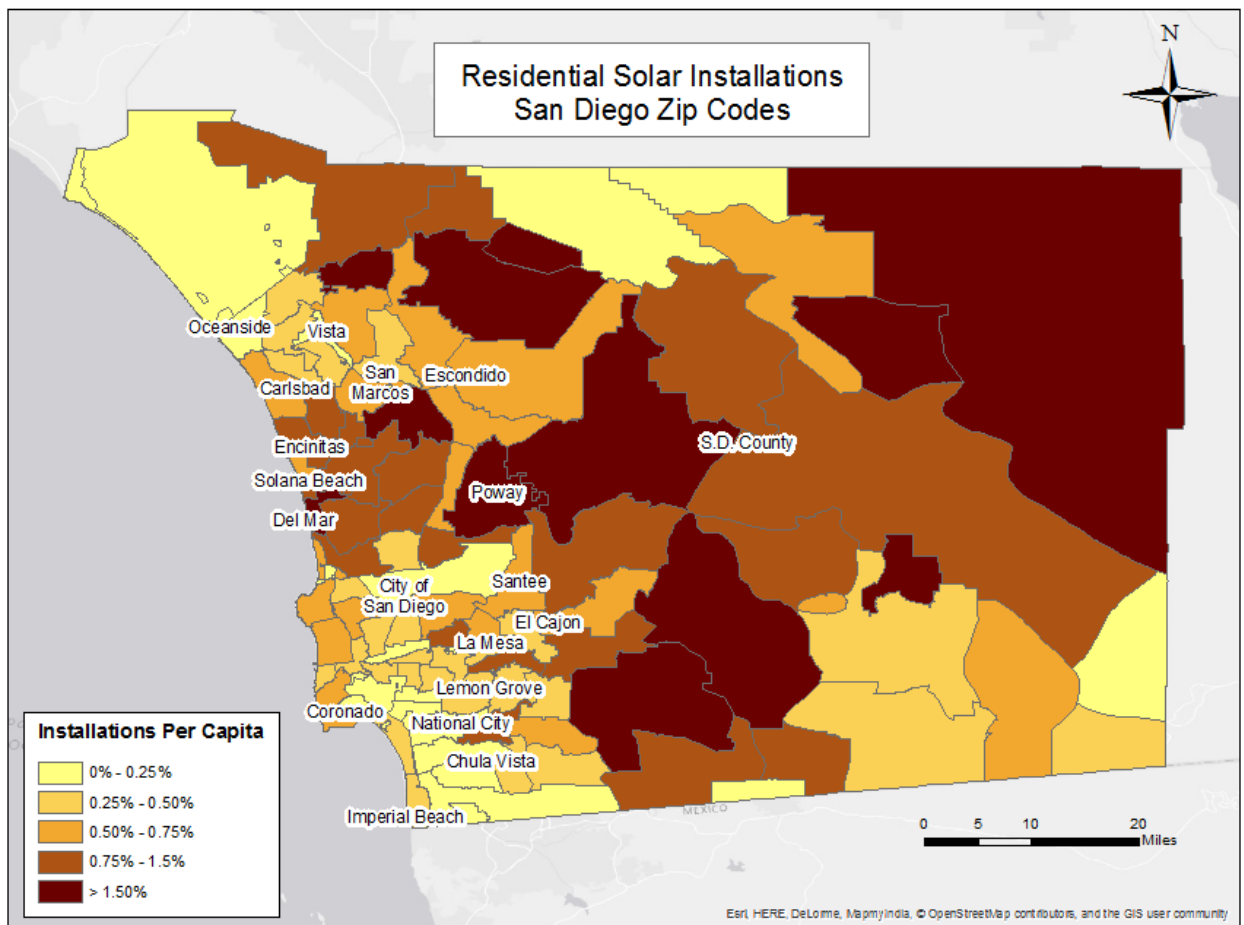 Residential Solar Installations
San Diego Zip Codes
N
Oceanside
Vista
San
Marcos
Escondido
Carlsbad
Encinitas
S.D. County
Solana Beach
Poway
Del Mar
City of
San Diego
Santee
El Cajon
La Mesa
Lemon Grove
Coronado
National City
Chula Vista
Imperial Beach
MEXICO
Installations Per Capita
0% - 0.25%
0.25% - 0.50%
0.50% - 0.75%
0.75% - 1.5%
> 1.50%
0 5 10 20
Miles
Esri, HERE, DeLorme, MapmyIndia, © OpenStreetMap contributors, and the GIS user community